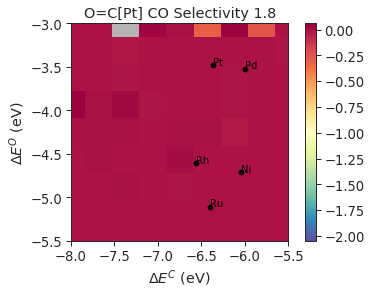 O=C[Pt] CO Selectivity 1.8
−3.0
−3.5
−4.0
−4.5
−5.0
−5.5
ΔE^O (eV)
Pt
Pd
Rh
Ni
Ru
−8.0 −7.5 −7.0 −6.5 −6.0 −5.5
ΔE^C (eV)
0.00
−0.25
−0.50
−0.75
−1.00
−1.25
−1.50
−1.75
−2.00